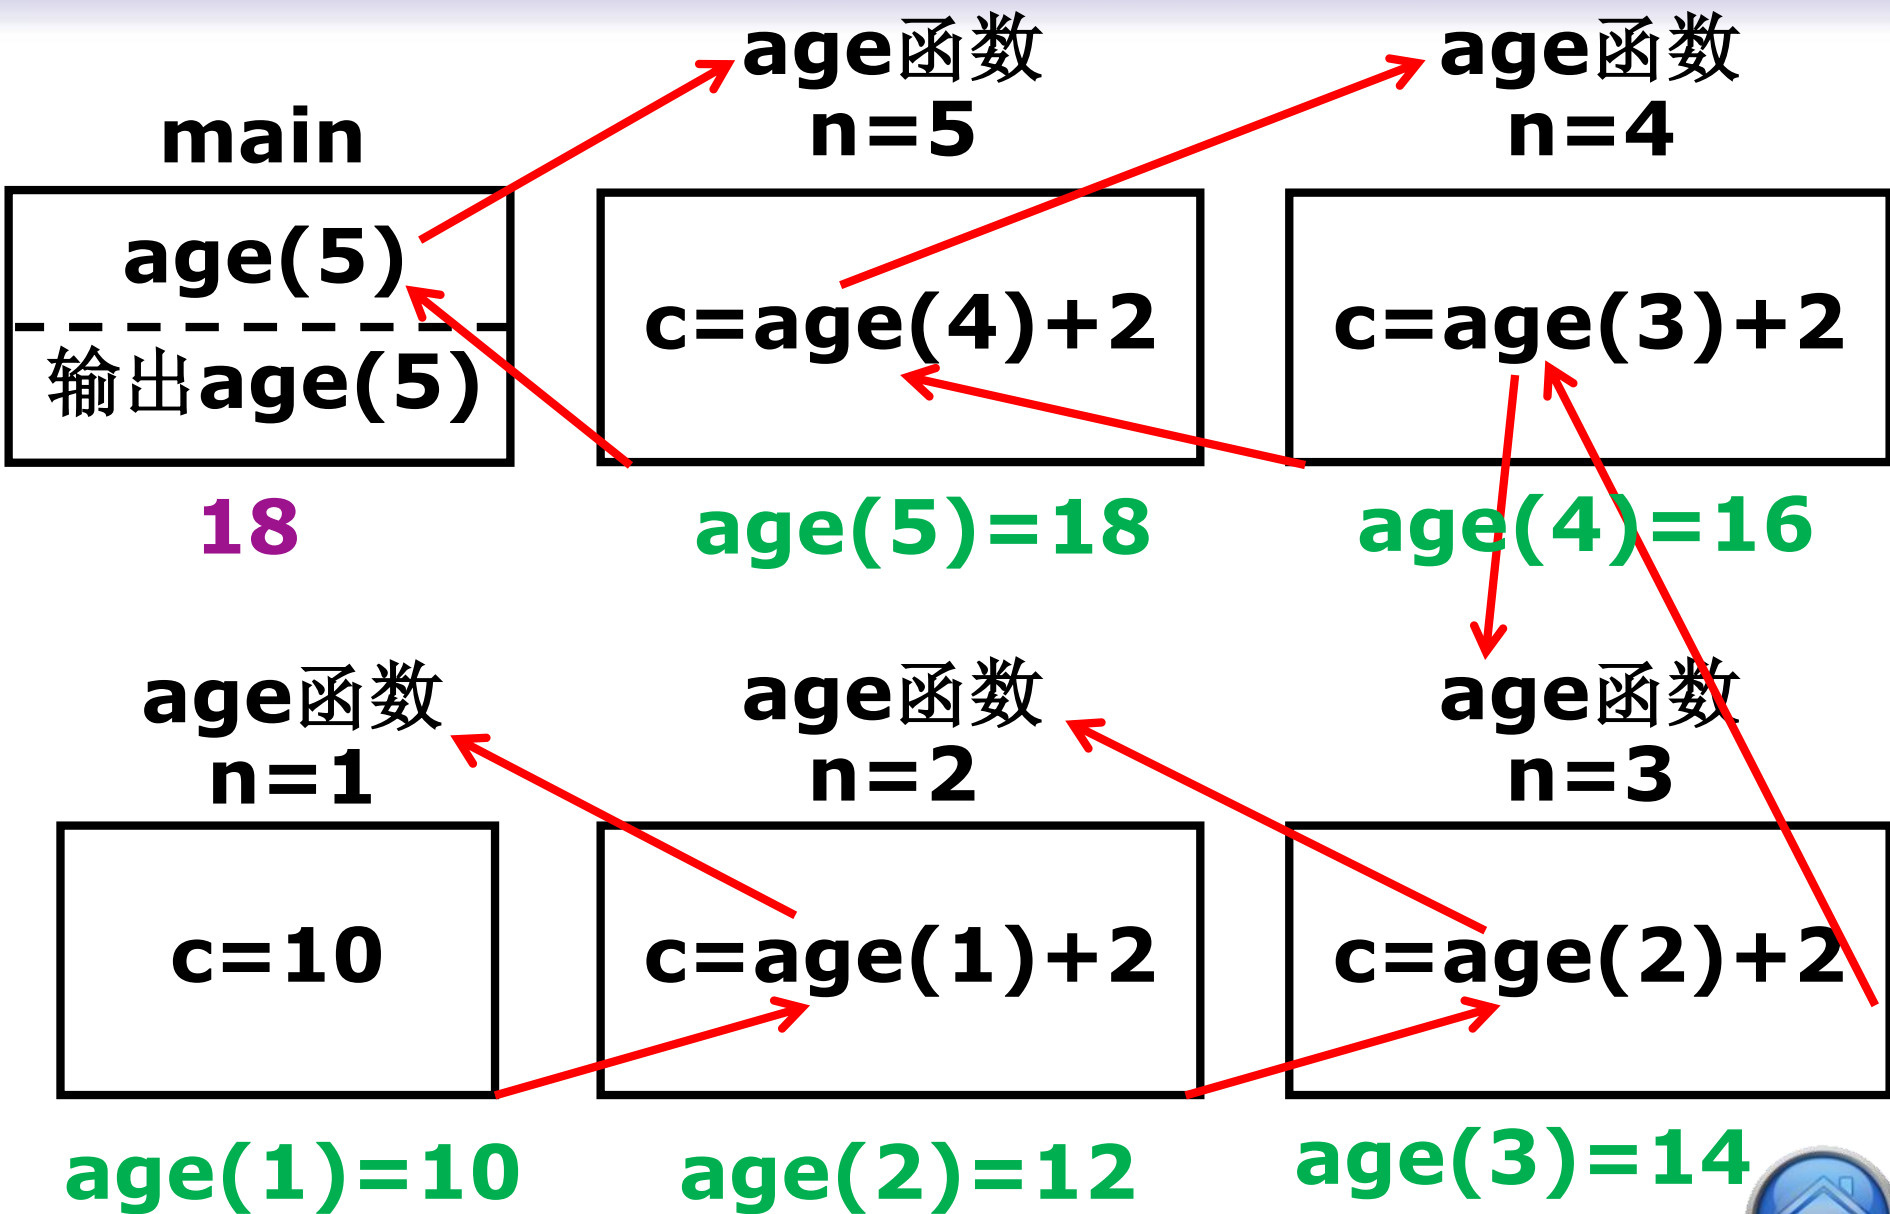 main
age(5)
输出age(5)
18
age函数
n=5
c=age(4)+2
age(5)=18
age函数
n=4
c=age(3)+2
age(4)=16
age函数
n=1
c=10
age(1)=10
age函数
n=2
c=age(1)+2
age(2)=12
age函数
n=3
c=age(2)+2
age(3)=14